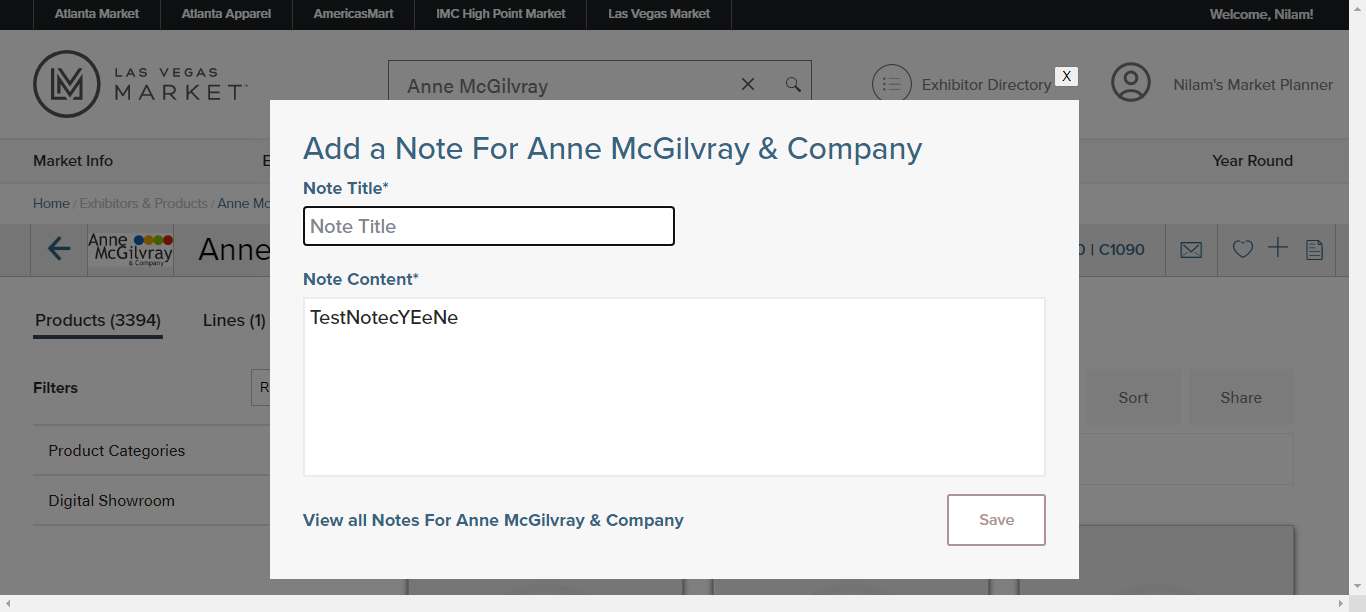 Atlanta Market Atlanta Apparel AmericasMart IMC High Point Market Las Vegas Market Welcome, Nilam!
LAS VEGAS
MARKET
Anne McGilvray
Exhibitor Directory
X
Nilam's Market Planner
Market Info E Year Round
Home / Exhibitors & Products / Anne Mc
Anne
McGilvray
& Company
Anne
0 | C1090
Add a Note For Anne McGilvray & Company
Note Title*
Note Title
Note Content*
TestNotecYEeNe
View all Notes For Anne McGilvray & Company
Save
Products (3394) Lines (1)
Filters
R
Sort Share
Product Categories
Digital Showroom